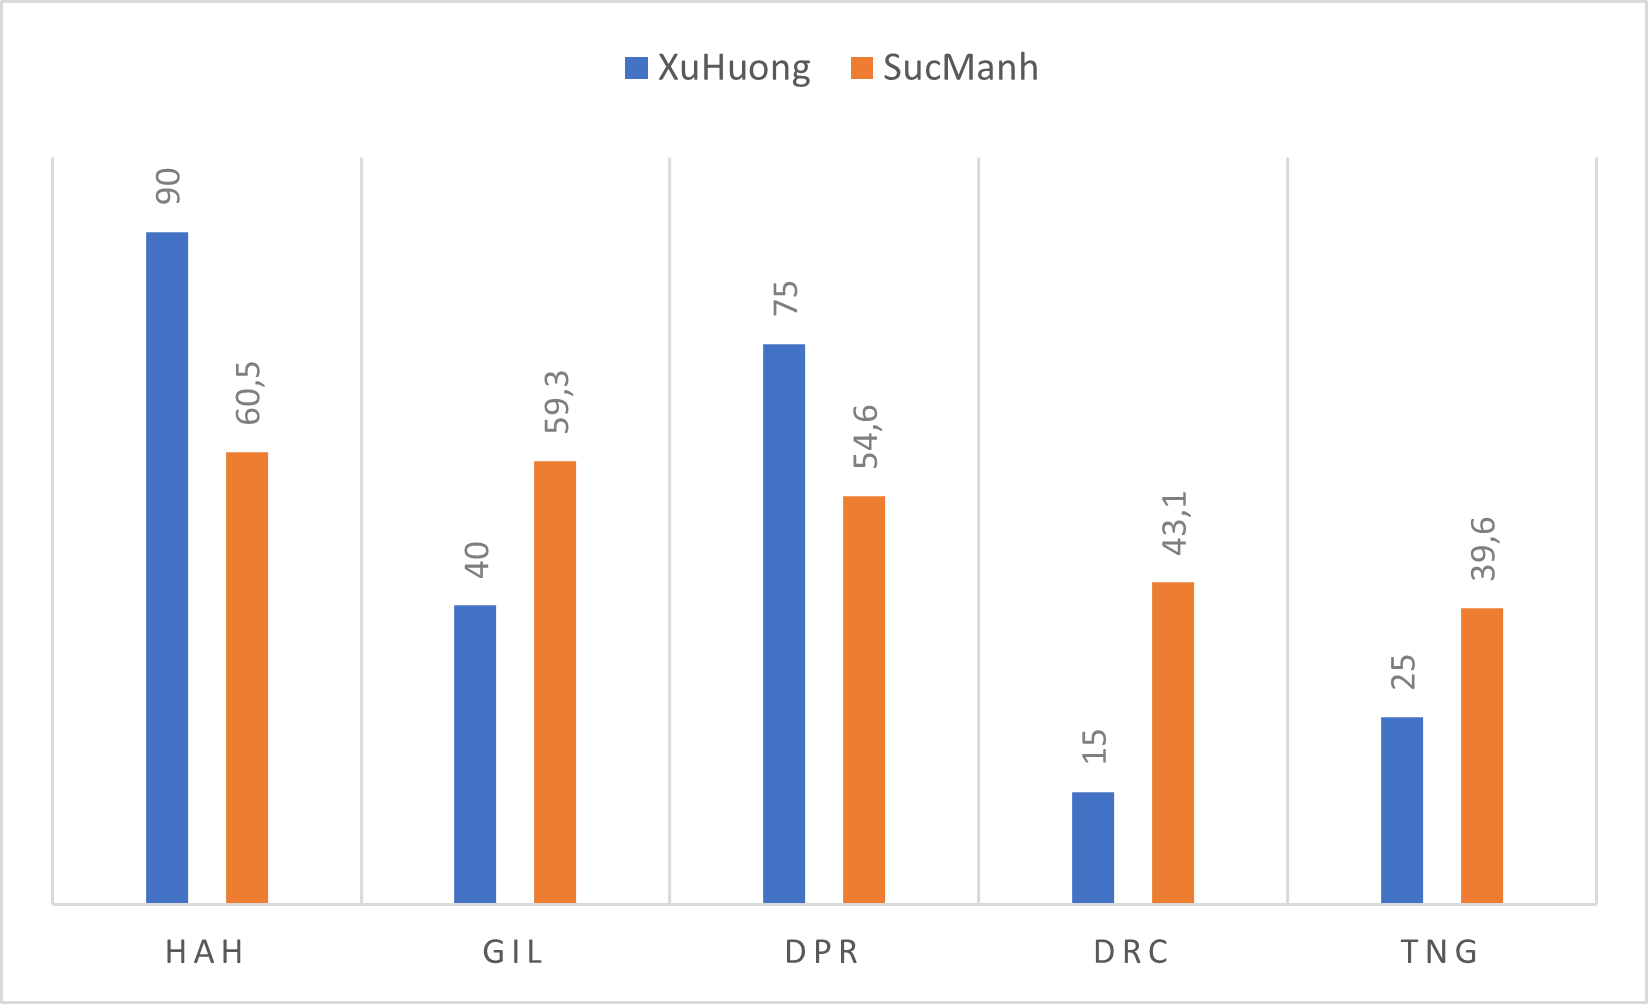 XuHuong SucManh
90 60,5 40 59,3 75 54,6 15 43,1 25 39,6
HAH GIL DPR DRC TNG